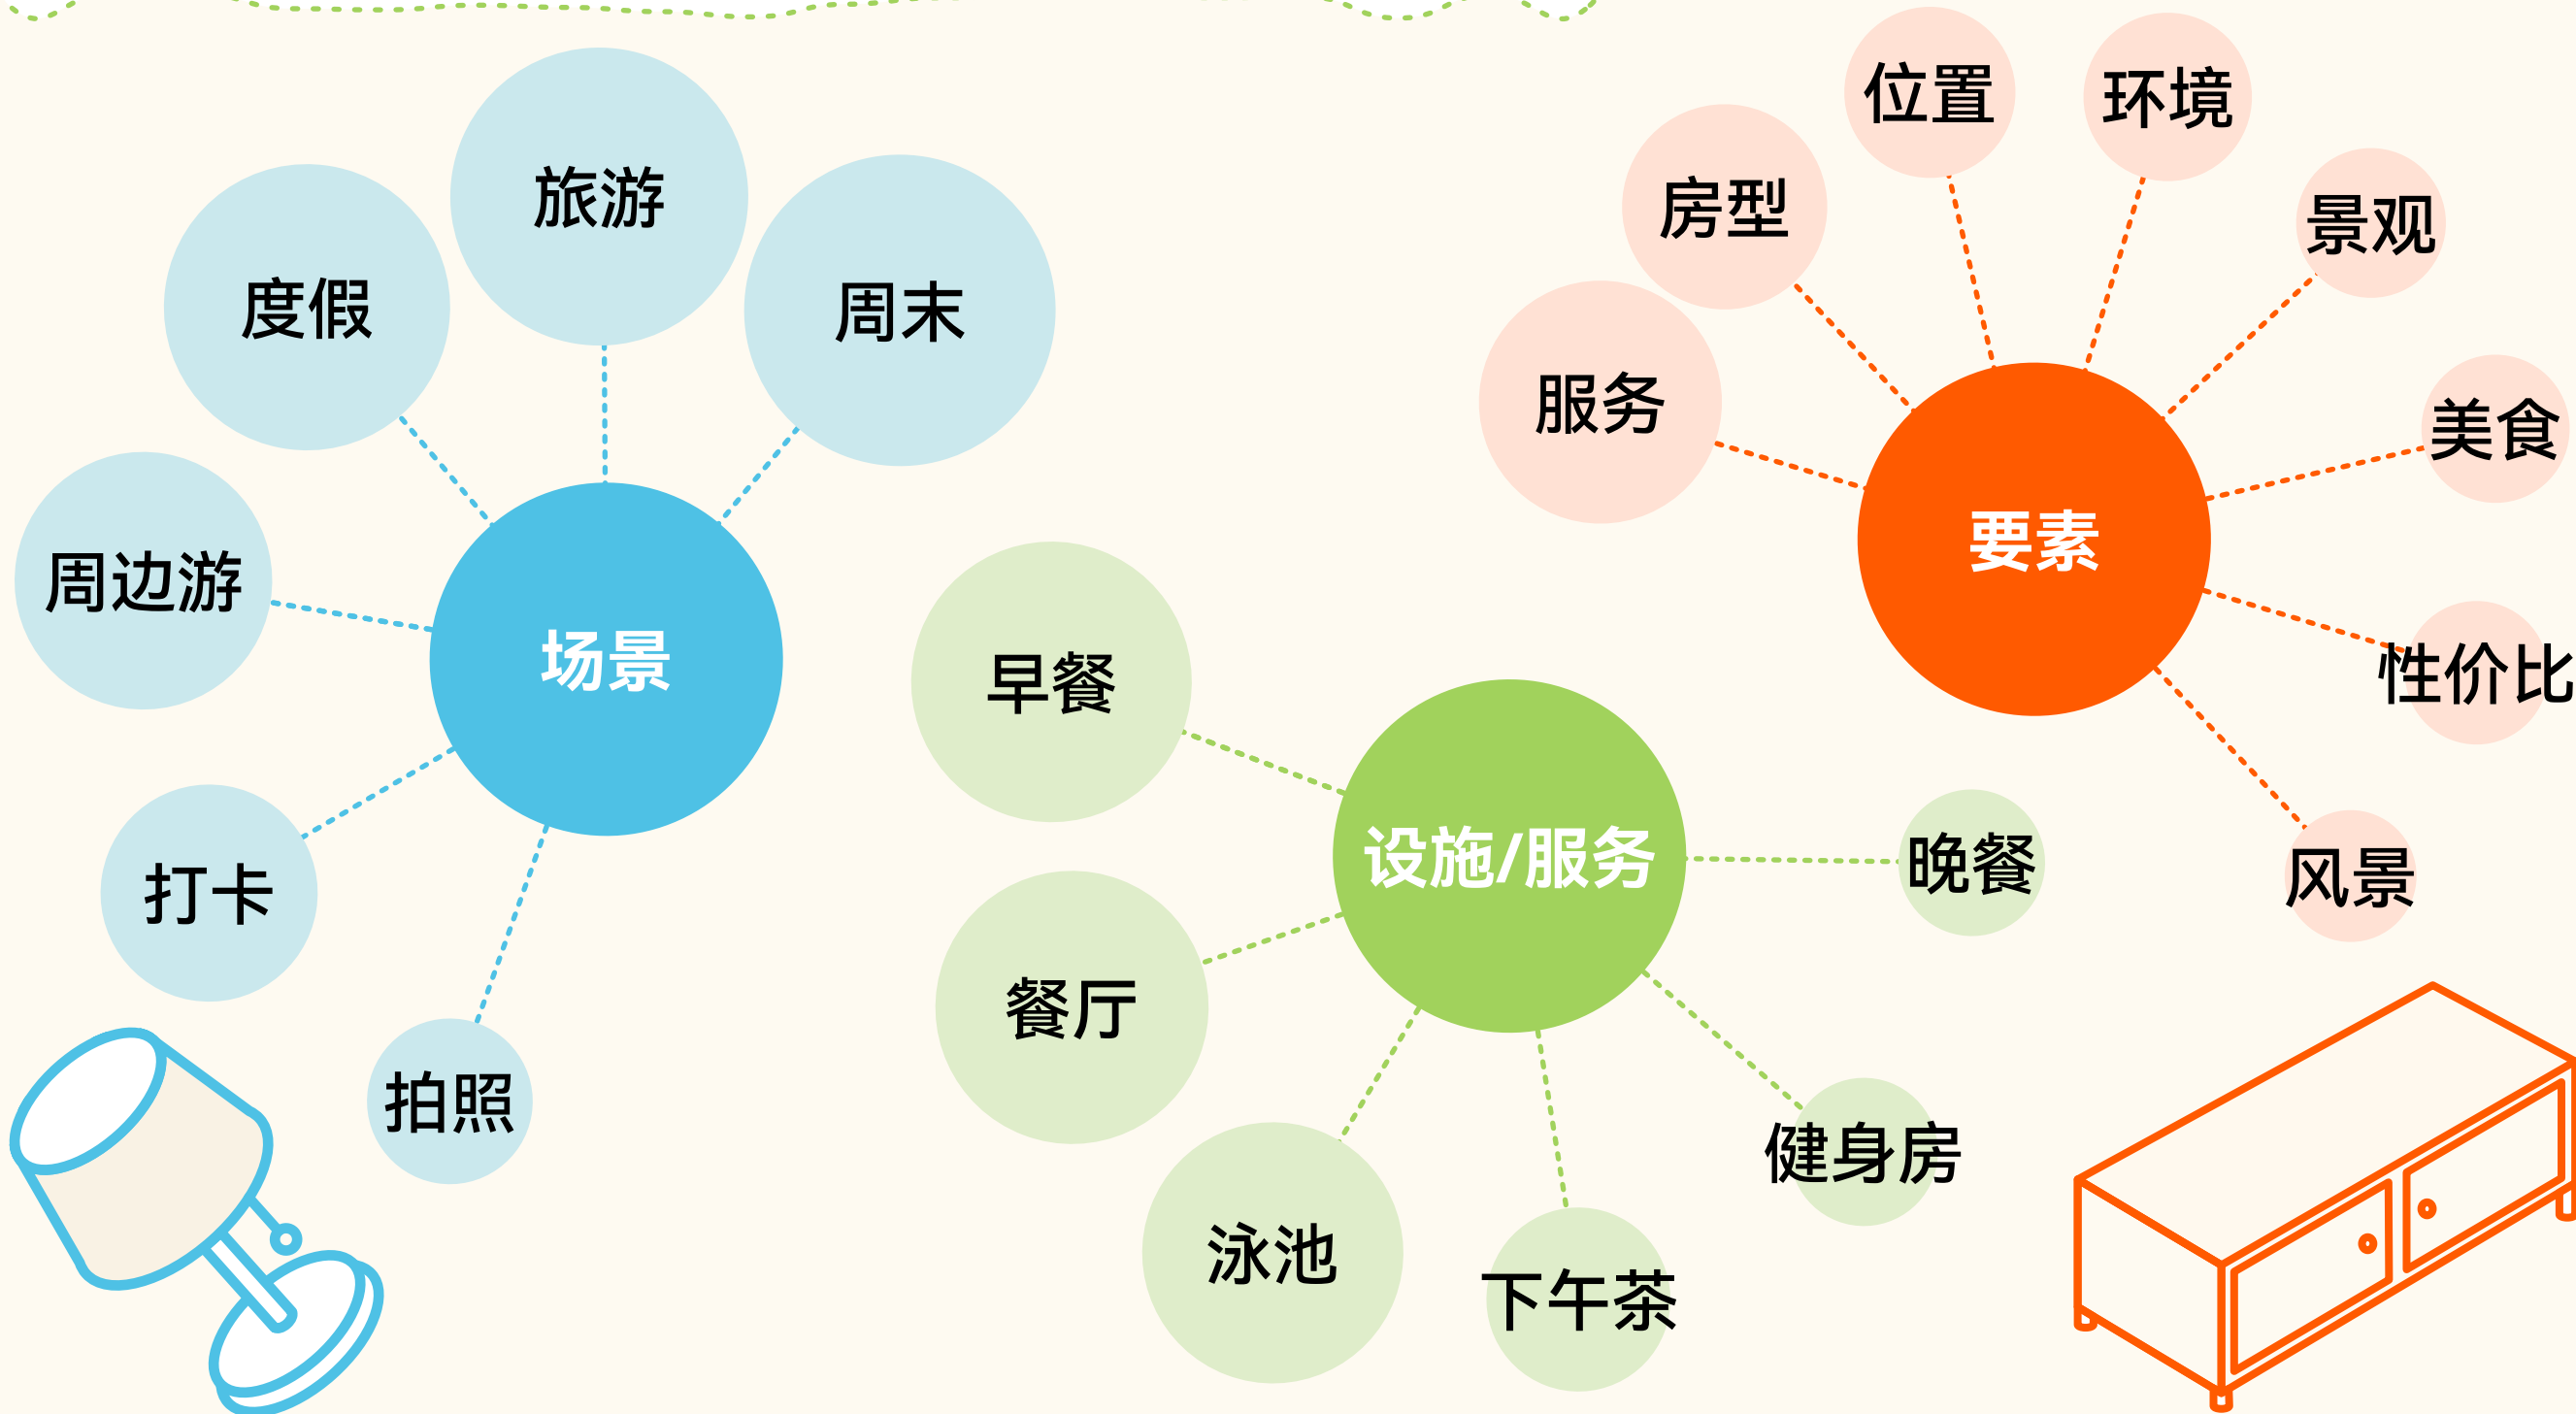 旅游
度假
周末
周边游
场景
打卡
拍照
位置
环境
房型
景观
服务
美食
要素
性价比
风景
早餐
设施/服务
晚餐
餐厅
健身房
泳池
下午茶